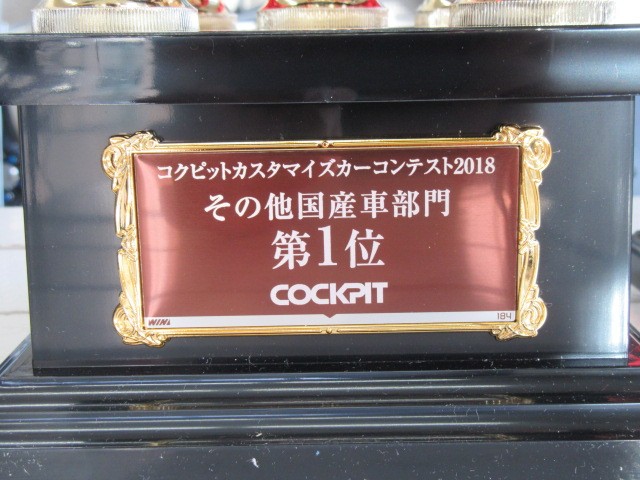 コクピットカスタマイズカーコンテスト2018
その他国産車部門
第1位
COCKPIT
184